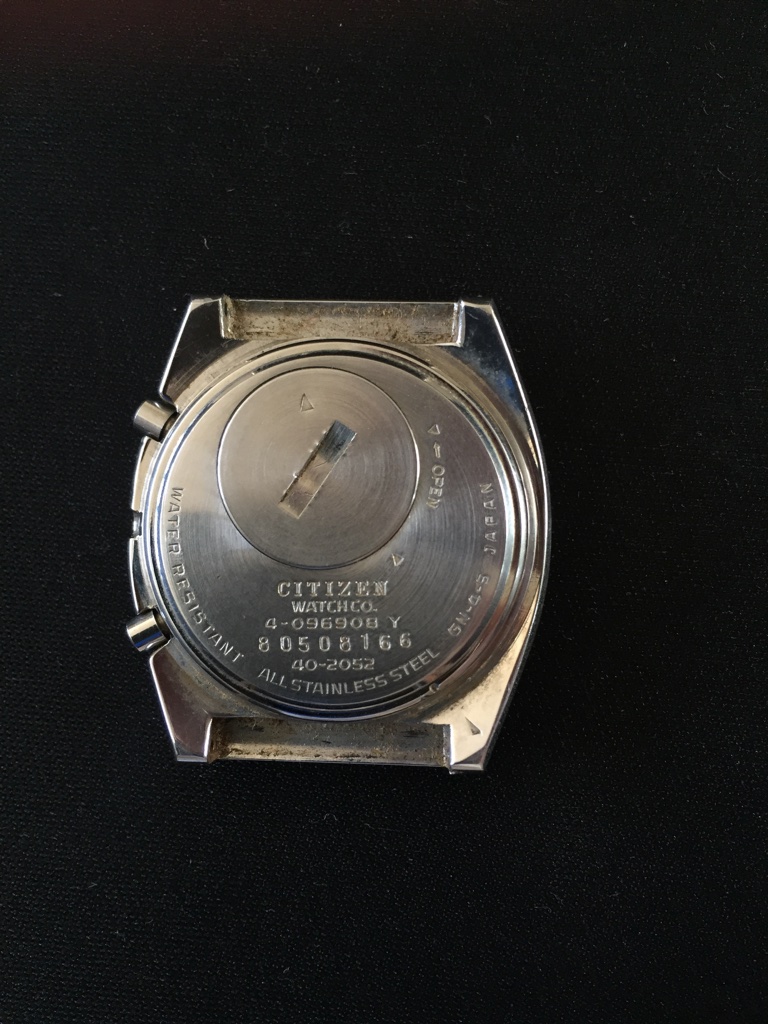 OPEN
CITIZEN
WATCH CO.
4-096908 Y
80508166
40-2052
WATER RESISTANT ALL STAINLESS STEEL GN-4-S JAPAN